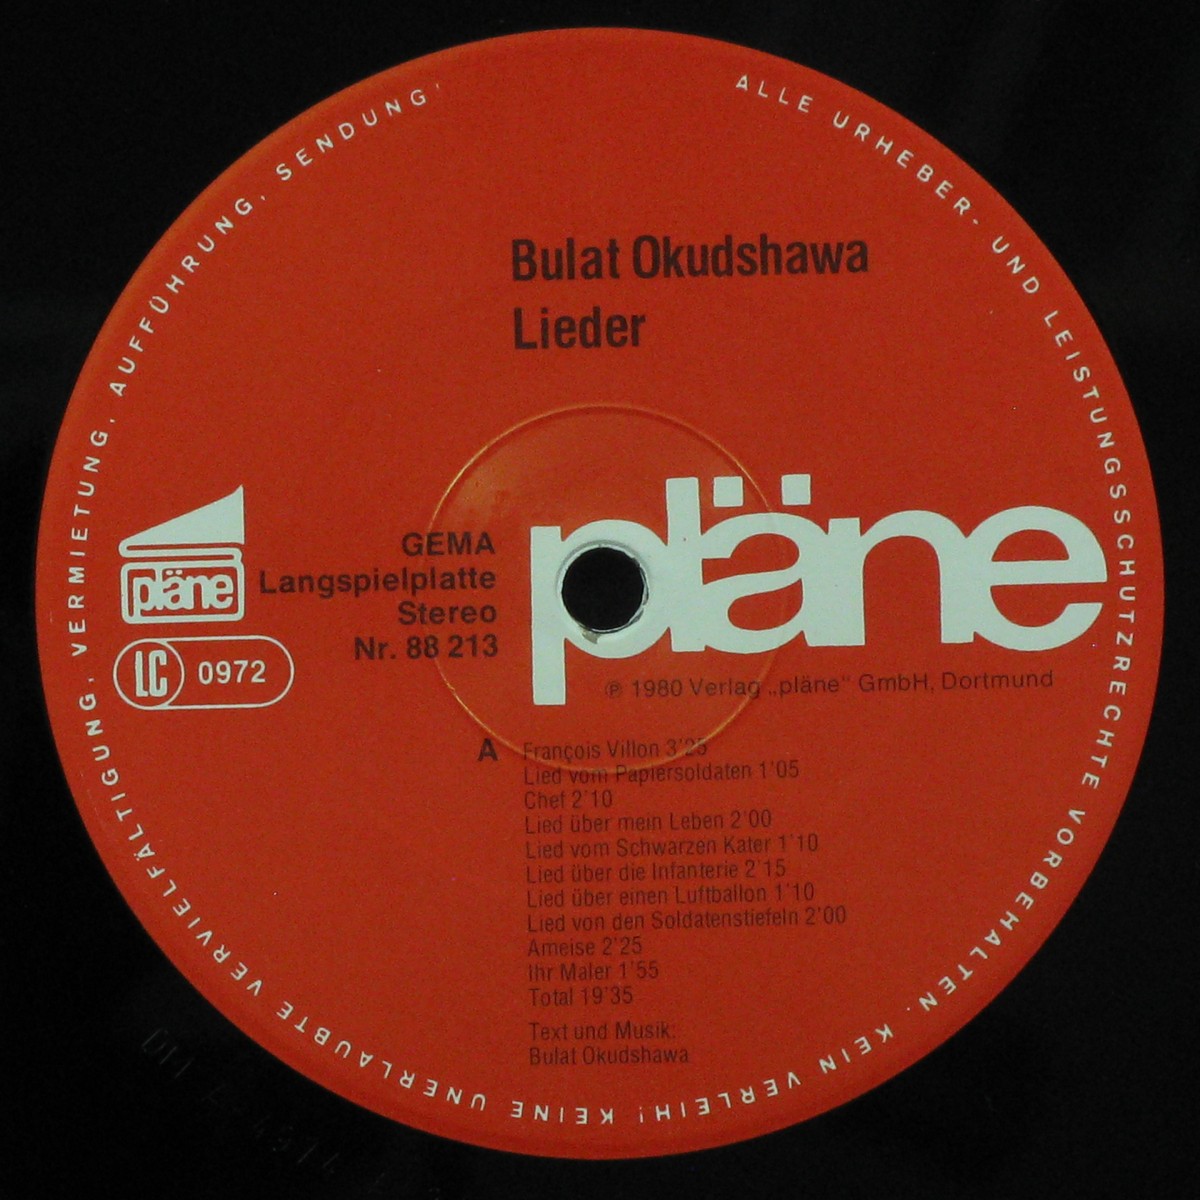 ALLE URHEBER- UND LEISTUNGSSCHUTZRECHTE VORBEHALTEN. KEIN VERLEIH! KEINE UNERLAUBTE VERVIELFÄLTIGUNG, VERMIETUNG, AUFFÜHRUNG, SENDUNG'
Bulat Okudshawa
Lieder
pläne
pläne
LC 0972
GEMA
Langspielplatte
Stereo
Nr. 88 213
℗ 1980 Verlag „pläne“ GmbH, Dortmund
A François Villon 3'25
Lied vom Papiersoldaten 1'05
Chef 2'10
Lied über mein Leben 2'00
Lied vom Schwarzen Kater 1'10
Lied über die Infanterie 2'15
Lied über einen Luftballon 1'10
Lied von den Soldatenstiefeln 2'00
Ameise 2'25
Ihr Maler 1'55
Total 19'35
Text und Musik:
Bulat Okudshawa